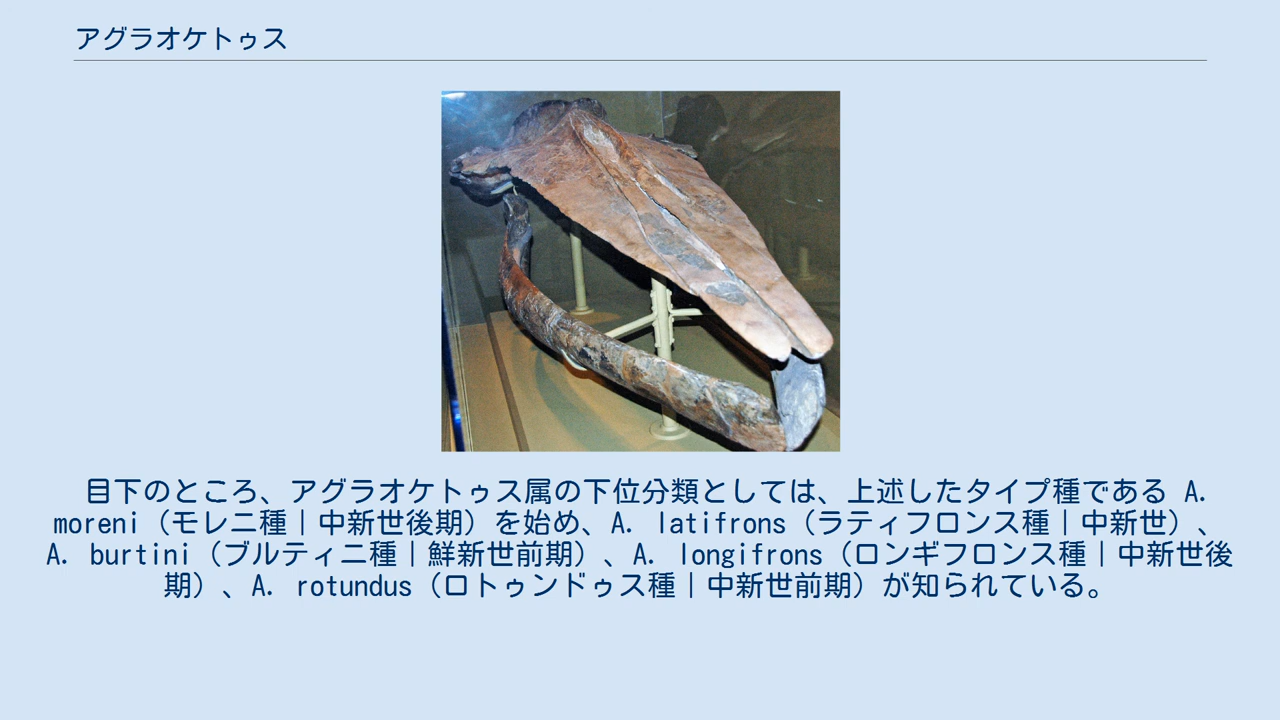 アグラオケトゥス
目下のところ、アグラオケトゥス属の下位分類としては、上述したタイプ種である A.
moreni（モレニ種｜中新世後期）を始め、A. latifrons（ラティフロンス種｜中新世）、
A. burtini（ブルティニ種｜鮮新世前期）、A. longifrons（ロンギフロンス種｜中新世後
期）、A. rotundus（ロトゥンドゥス種｜中新世前期）が知られている。